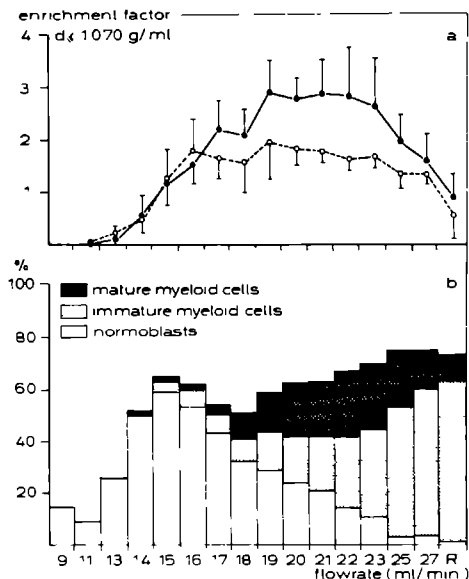 enrichment factor
d≮ 1070 g/ml
a
4
3
2
1
%
b
100
80
60
40
20
mature myeloid cells
immature myeloid cells
normoblasts
9 11 13 14 15 16 17 18 19 20 21 22 23 25 27 R
flowrate (ml/min)